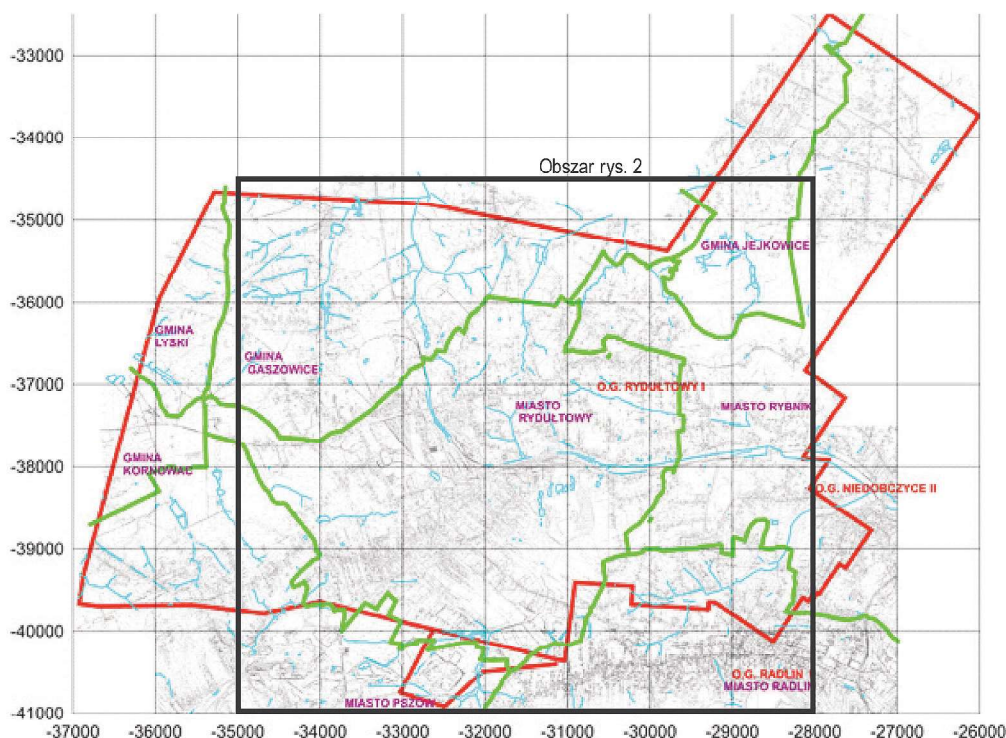 -33000
-34000
Obszar rys. 2
-35000
GMINA JEJKOWICE
-36000
GMINA
ŁYSKI
GMINA
GASZOWICE
-37000
O.G. RYDUŁTOWY I
MIASTO
RYDUŁTOWY
MIASTO RYBNIK
GMINA
KORNOWAC
-38000
O.G. NIEDOBCZYCE II
-39000
-40000
O.G. RADLIN
MIASTO RADLIN
MIASTO PSZÓW
-41000
-37000 -36000 -35000 -34000 -33000 -32000 -31000 -30000 -29000 -28000 -27000 -26000